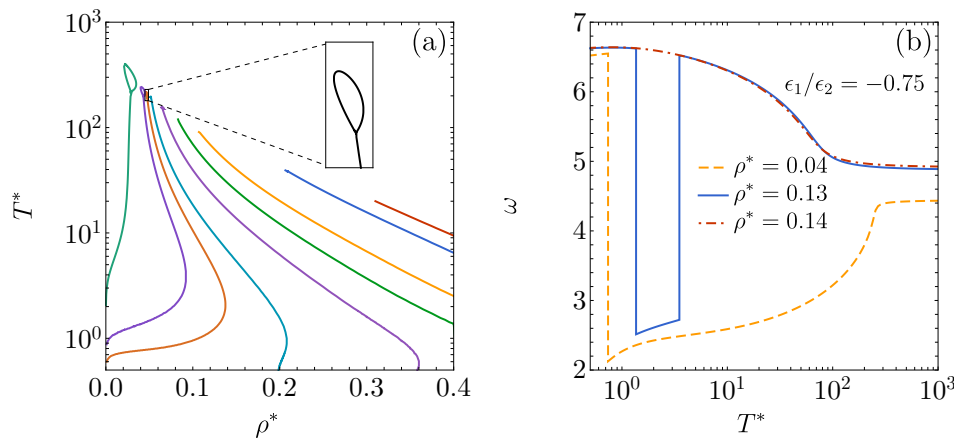 (a)
T*
10³
10²
10¹
10⁰
0.0 0.1 0.2 0.3 0.4
ρ*
(b)
ϵ₁/ϵ₂ = −0.75
ω
7
6
5
4
3
2
ρ* = 0.04
ρ* = 0.13
ρ* = 0.14
10⁰ 10¹ 10² 10³
T*